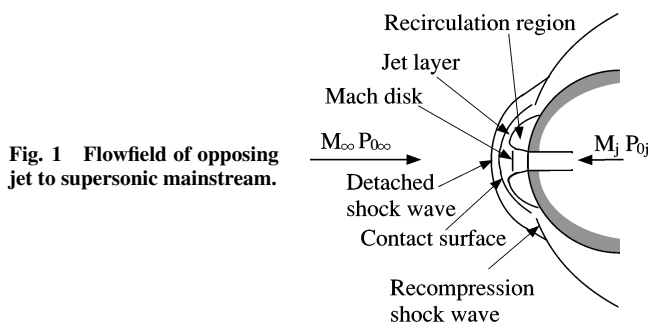 Recirculation region
Jet layer
Mach disk
M∞ P0∞
Fig. 1 Flowfield of opposing
jet to supersonic mainstream.
Mj P0j
Detached
shock wave
Contact surface
Recompression
shock wave